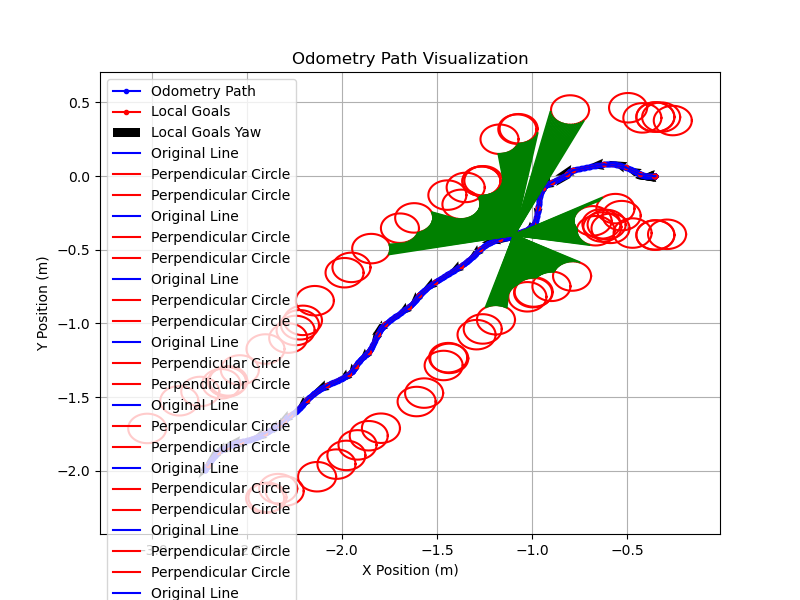 Odometry Path Visualization
Odometry Path
Local Goals
Local Goals Yaw
Original Line
Perpendicular Circle
Perpendicular Circle
Original Line
Perpendicular Circle
Perpendicular Circle
Original Line
Perpendicular Circle
Perpendicular Circle
Original Line
Perpendicular Circle
Perpendicular Circle
Original Line
Perpendicular Circle
Perpendicular Circle
Original Line
Perpendicular Circle
Perpendicular Circle
Original Line
Perpendicular Circle
Perpendicular Circle
Original Line
0.5
0.0
−0.5
−1.0
−1.5
−2.0
Y Position (m)
−2.0
−1.5
−1.0
−0.5
X Position (m)